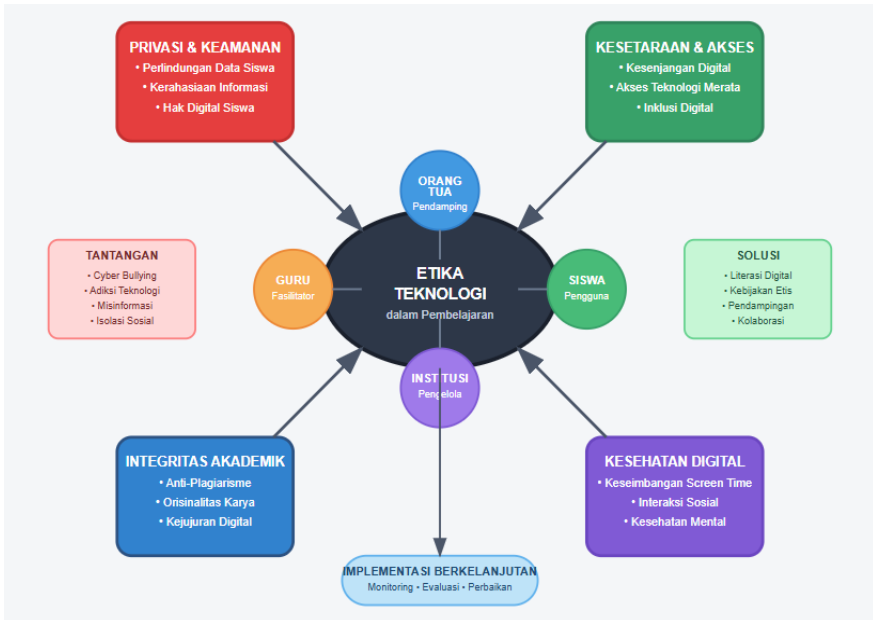 PRIVASI & KEAMANAN
• Perlindungan Data Siswa
• Kerahasiaan Informasi
• Hak Digital Siswa
KESETARAAN & AKSES
• Kesenjangan Digital
• Akses Teknologi Merata
• Inklusi Digital
ORANG
TUA
Pendamping
TANTANGAN
• Cyber Bullying
• Adiksi Teknologi
• Misinformasi
• Isolasi Sosial
GURU
Fasilitator
ETIKA
TEKNOLOGI
dalam Pembelajaran
SISWA
Pengguna
SOLUSI
• Literasi Digital
• Kebijakan Etis
• Pendampingan
• Kolaborasi
INSTITUSI
Pengelola
INTEGRITAS AKADEMIK
• Anti-Plagiarisme
• Orisinalitas Karya
• Kejujuran Digital
KESEHATAN DIGITAL
• Keseimbangan Screen Time
• Interaksi Sosial
• Kesehatan Mental
IMPLEMENTASI BERKELANJUTAN
Monitoring • Evaluasi • Perbaikan